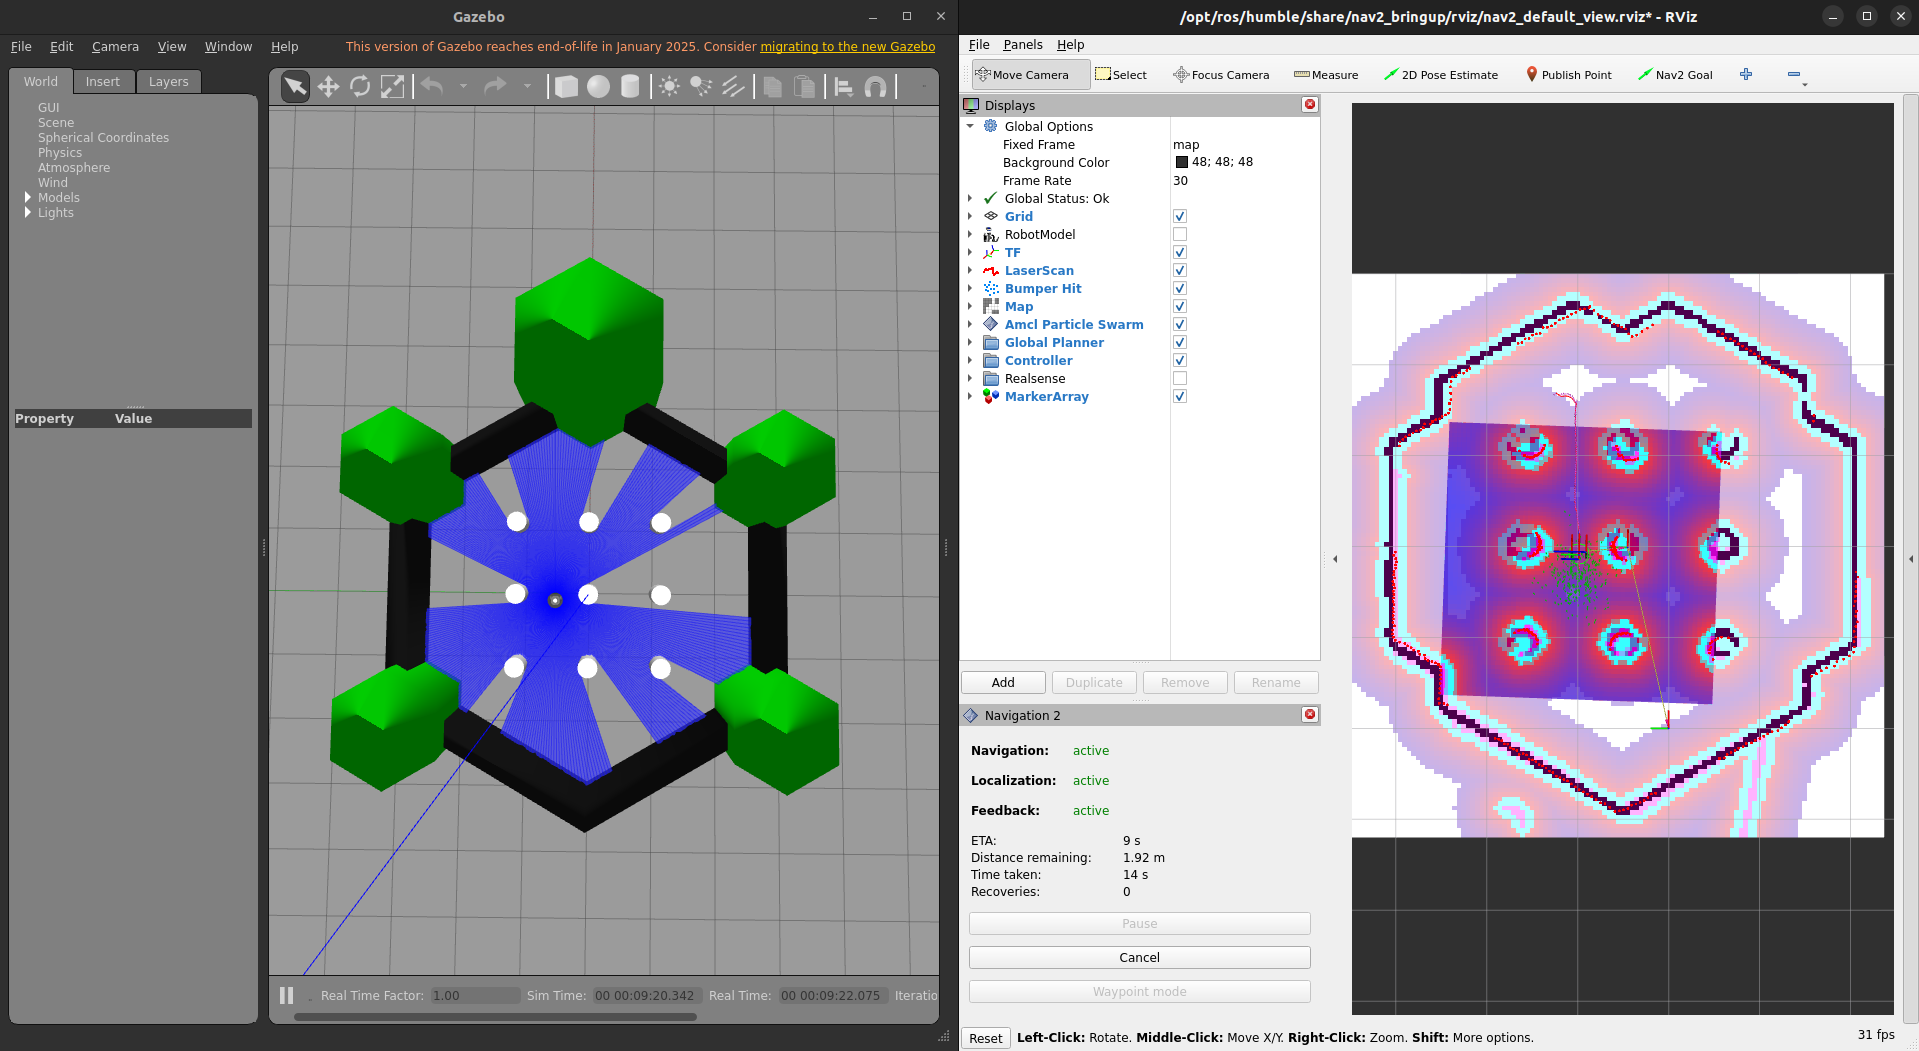 Gazebo
File Edit Camera View Window Help This version of Gazebo reaches end-of-life in January 2025. Consider migrating to the new Gazebo
World Insert Layers
GUI
Scene
Spherical Coordinates
Physics
Atmosphere
Wind
Models
Lights
Property Value
Real Time Factor: 1.00 Sim Time: 00 00:09:20.342 Real Time: 00 00:09:22.075 Iteratio
/opt/ros/humble/share/nav2_bringup/rviz/nav2_default_view.rviz* - RViz
File Panels Help
Move Camera Select Focus Camera Measure 2D Pose Estimate Publish Point Nav2 Goal
Displays
Global Options
Fixed Frame map
Background Color 48; 48; 48
Frame Rate 30
Global Status: Ok
Grid
RobotModel
TF
LaserScan
Bumper Hit
Map
Amcl Particle Swarm
Global Planner
Controller
Realsense
MarkerArray
Add Duplicate Remove Rename
Navigation 2
Navigation: active
Localization: active
Feedback: active
ETA: 9 s
Distance remaining: 1.92 m
Time taken: 14 s
Recoveries: 0
Pause
Cancel
Waypoint mode
Reset Left-Click: Rotate. Middle-Click: Move X/Y. Right-Click: Zoom. Shift: More options. 31 fps